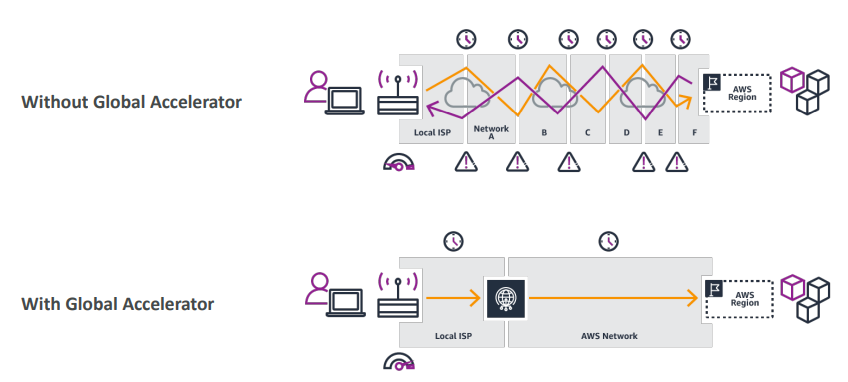 Without Global Accelerator
AWS
Region
Local ISP
Network
A
B
C
D
E
F
With Global Accelerator
AWS
Region
Local ISP
AWS Network